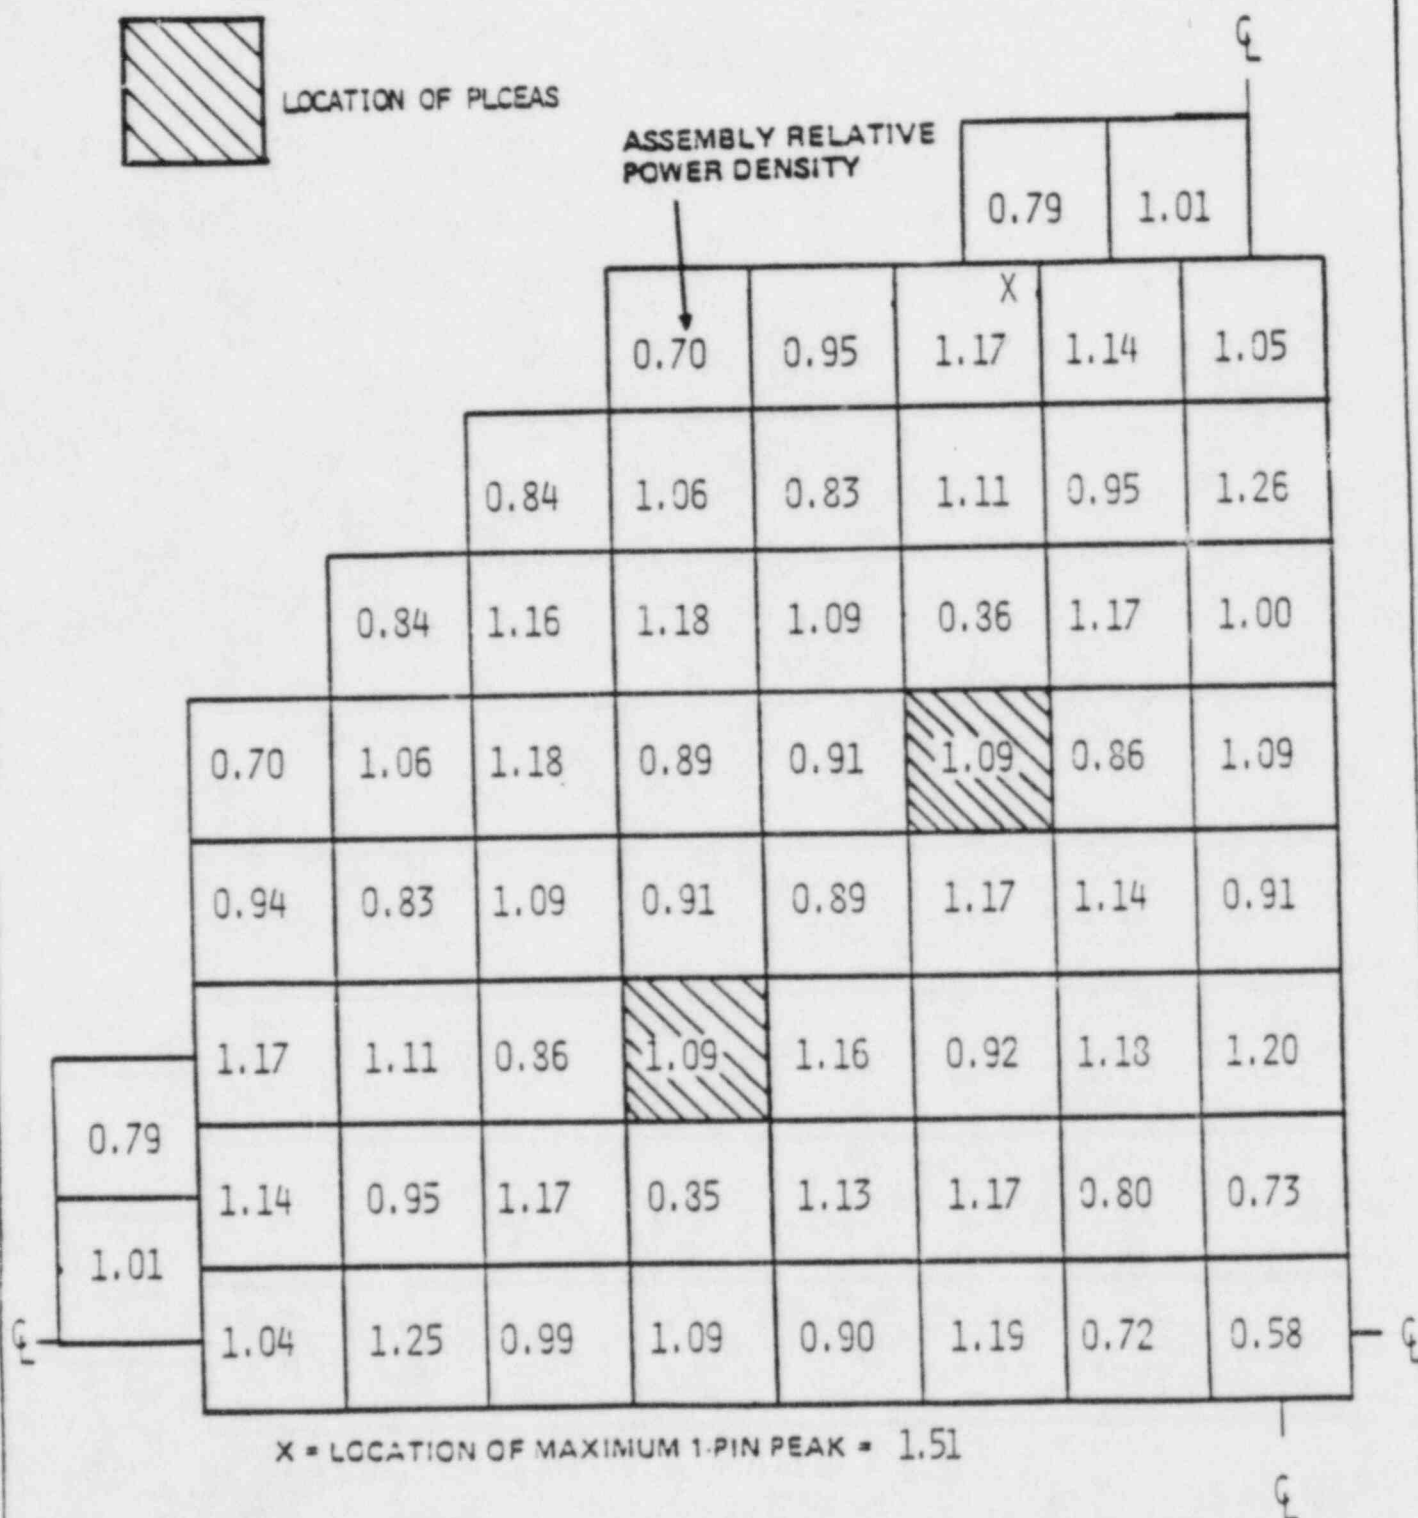 ℄
LOCATION OF PLCEAS
ASSEMBLY RELATIVE
POWER DENSITY
0.79 1.01
X
0.70 0.95 1.17 1.14 1.05
0.84 1.06 0.83 1.11 0.95 1.26
0.84 1.16 1.18 1.09 0.86 1.17 1.00
0.70 1.06 1.18 0.89 0.91 1.09 0.86 1.09
0.94 0.83 1.09 0.91 0.89 1.17 1.14 0.91
1.17 1.11 0.86 1.09 1.16 0.92 1.18 1.20
0.79
1.14 0.95 1.17 0.85 1.13 1.17 0.80 0.73
1.01
℄ 1.04 1.25 0.99 1.09 0.90 1.19 0.72 0.58 ℄
X = LOCATION OF MAXIMUM 1-PIN PEAK = 1.51
℄